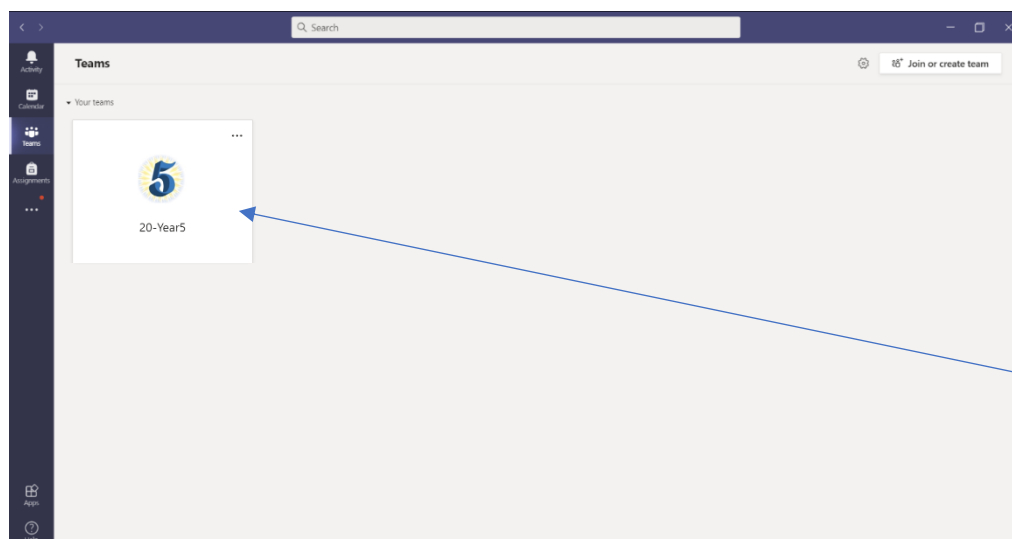 Search
Activity
Teams
Join or create team
Calendar
Your teams
Teams
Assignments
5
20-Year5
Apps